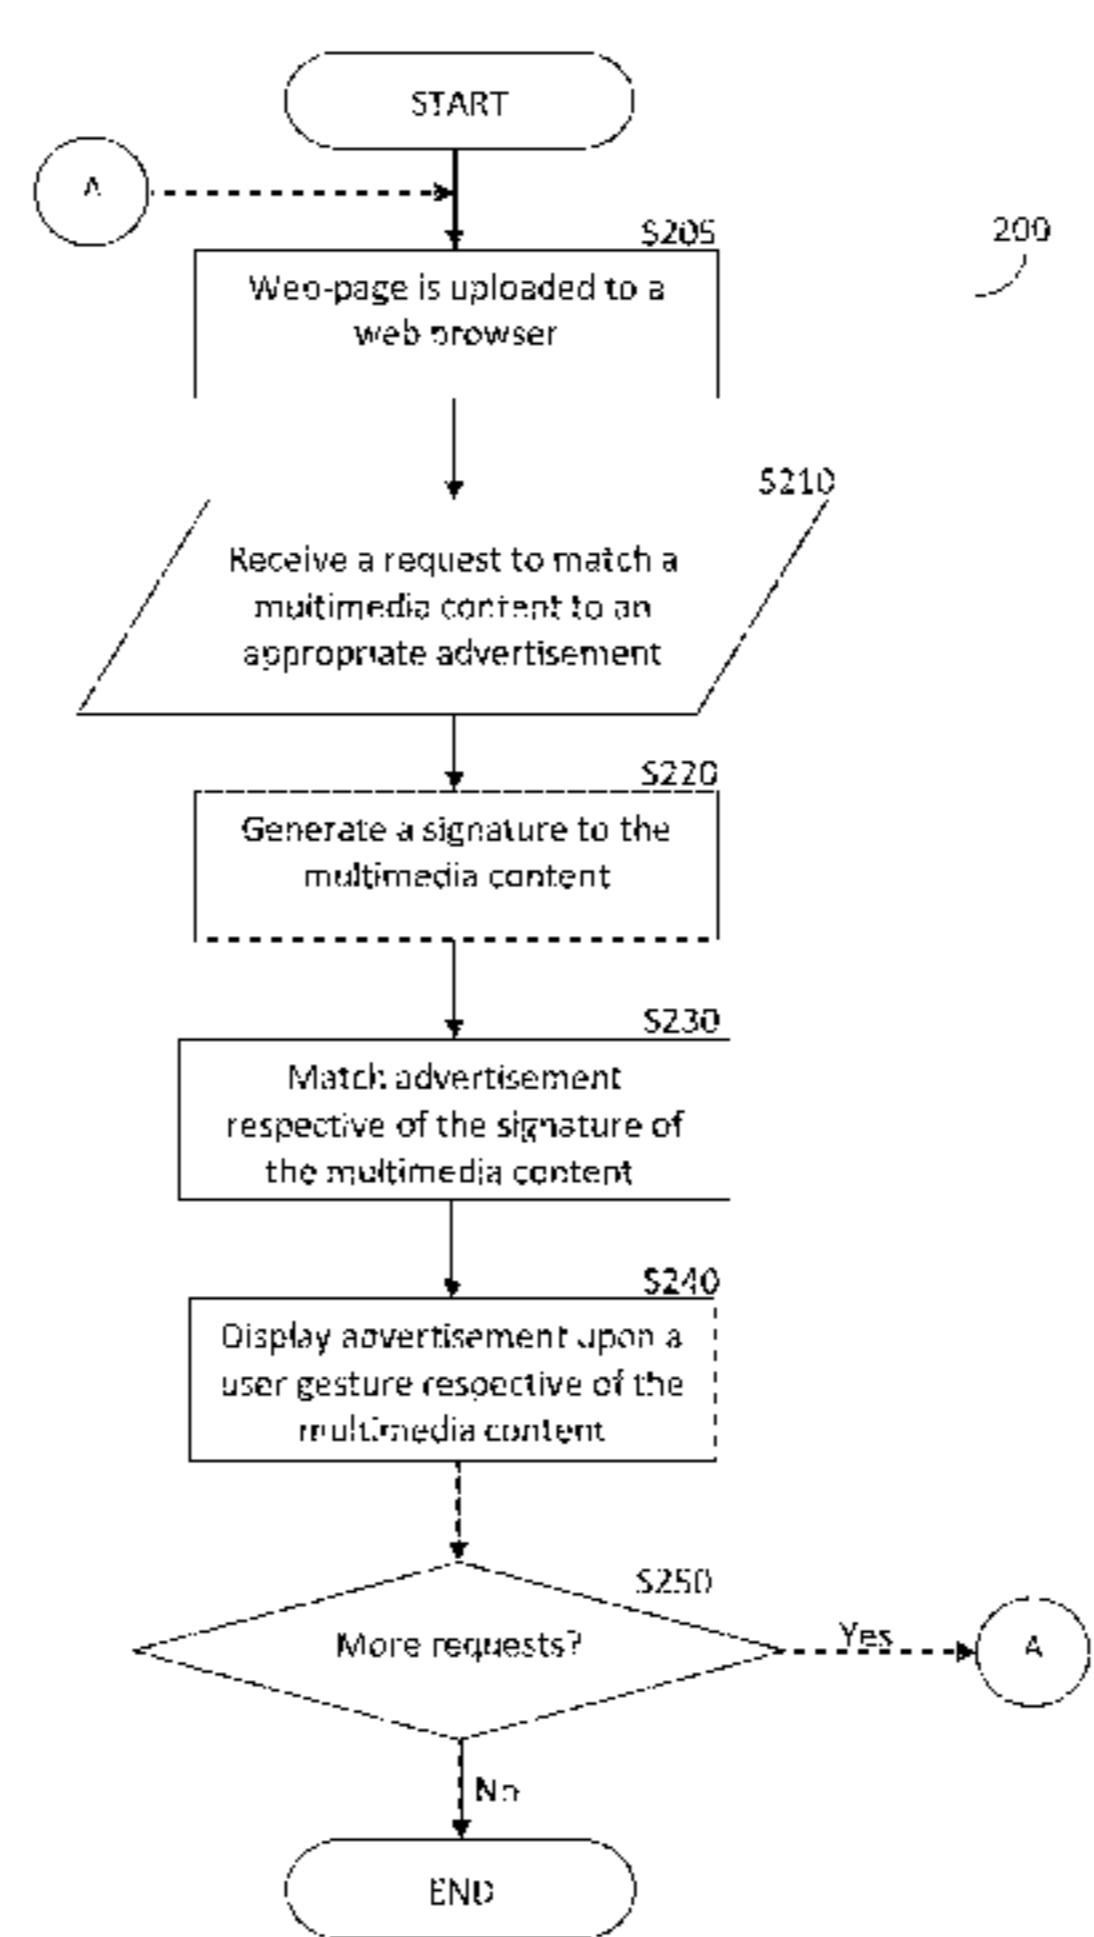 START
A
S205
200
Web-page is uploaded to a
web browser
S210
Receive a request to match a
multimedia content to an
appropriate advertisement
S220
Generate a signature to the
multimedia content
S230
Match advertisement
respective of the signature of
the multimedia content
S240
Display advertisement upon a
user gesture respective of the
multimedia content
S250
More requests?
Yes
A
No
END